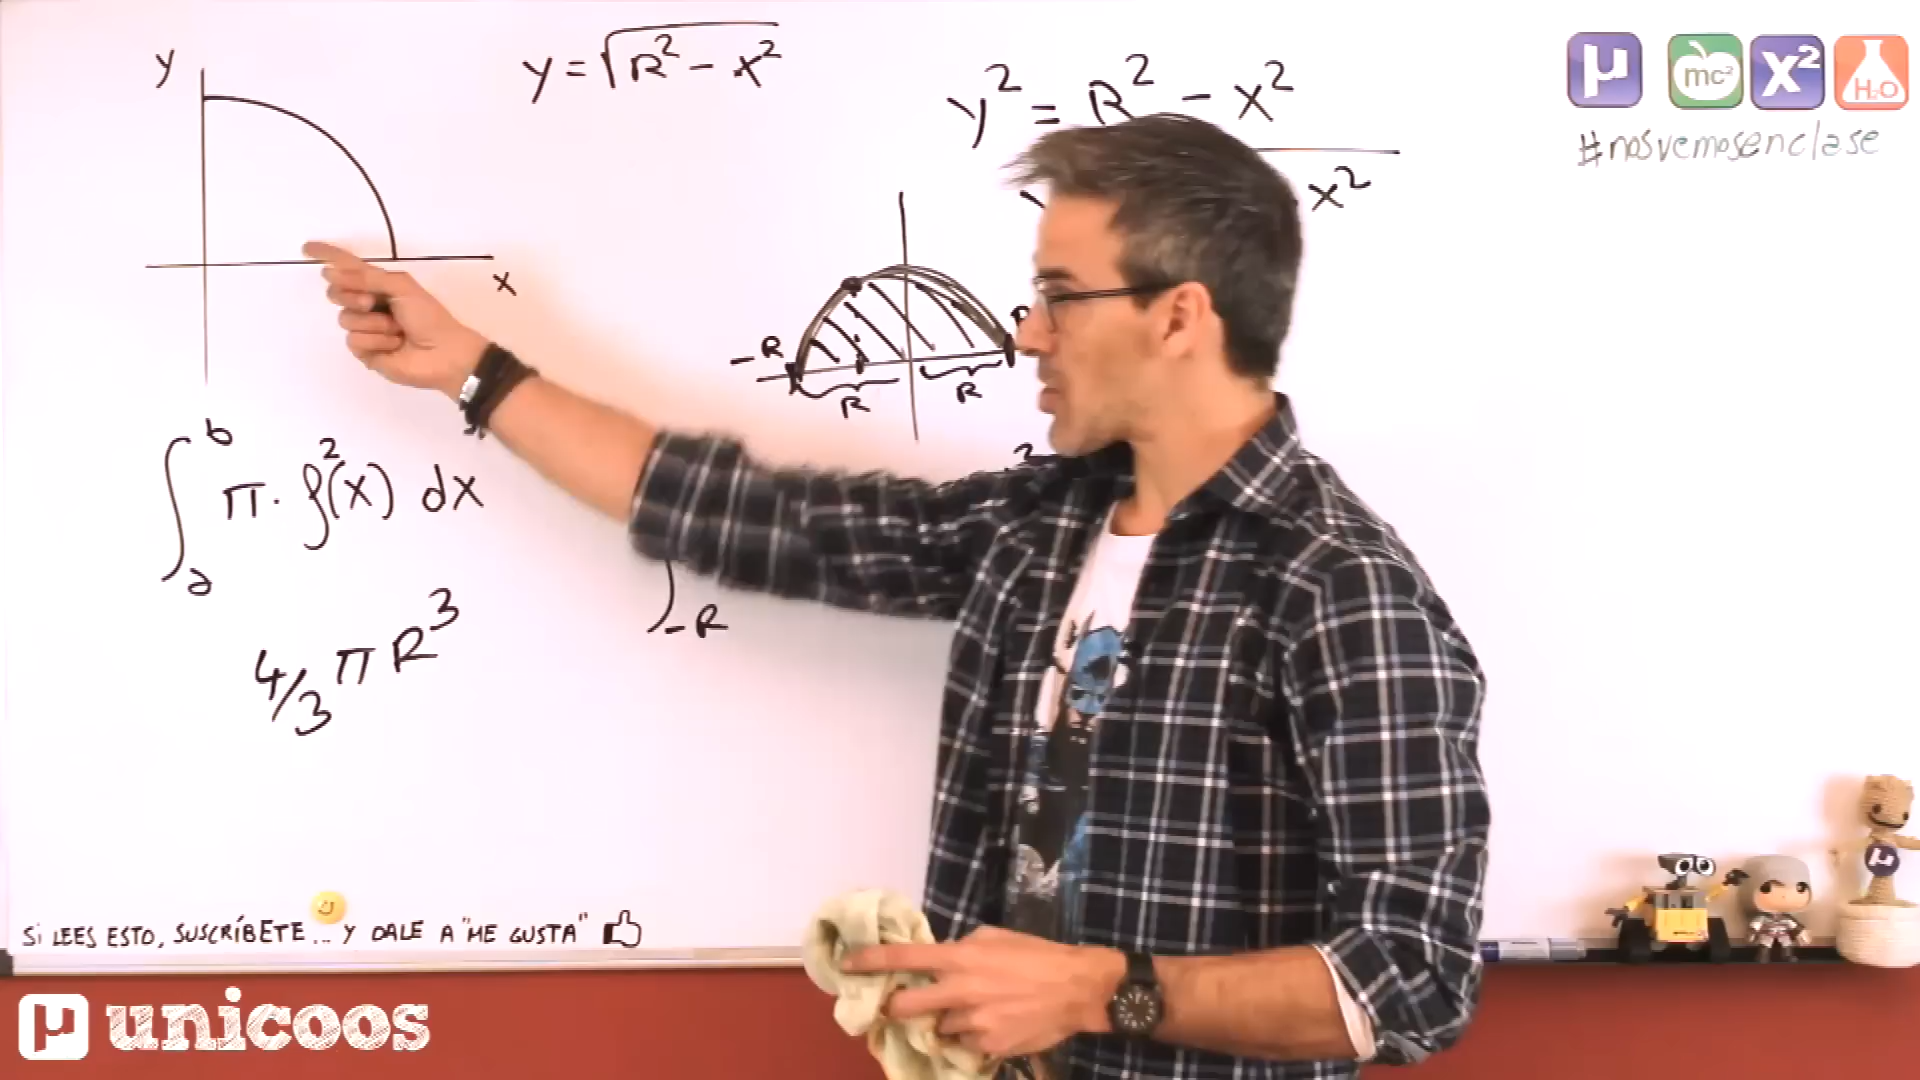 y
y = √R² - x²
y² = R² - x²
x²
μ
mc²
x²
H₂O
#nosvemosenclase
x
-R
R
R
∫ₐᵇ π · f²(x) dx
-R
4/3 π R³
SI LEES ESTO, SUSCRÍBETE... Y DALE A "ME GUSTA"
μ
μ unicoos